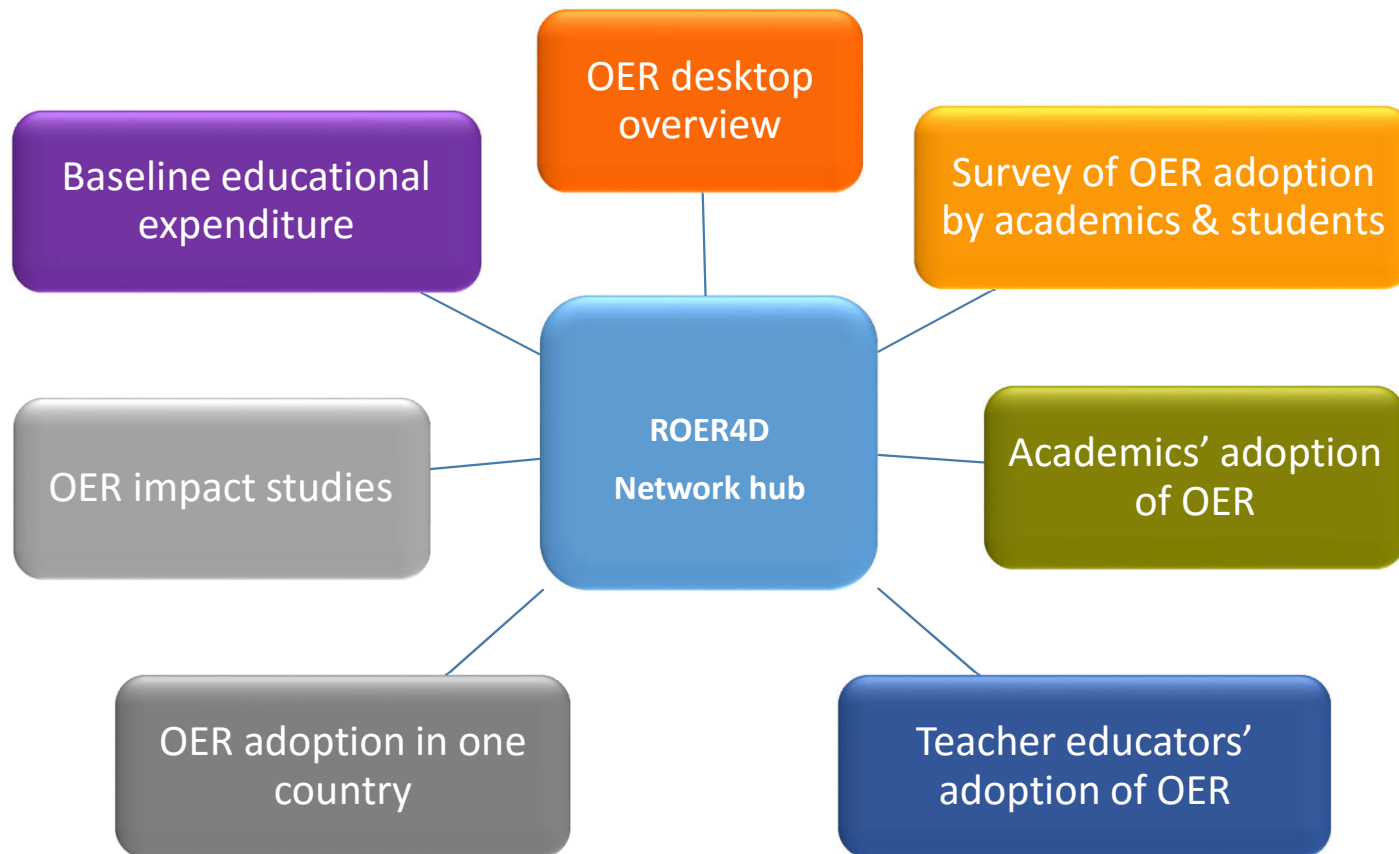 OER desktop
overview
Baseline educational
expenditure
Survey of OER adoption
by academics & students
ROER4D
Network hub
OER impact studies
Academics’ adoption
of OER
OER adoption in one
country
Teacher educators’
adoption of OER